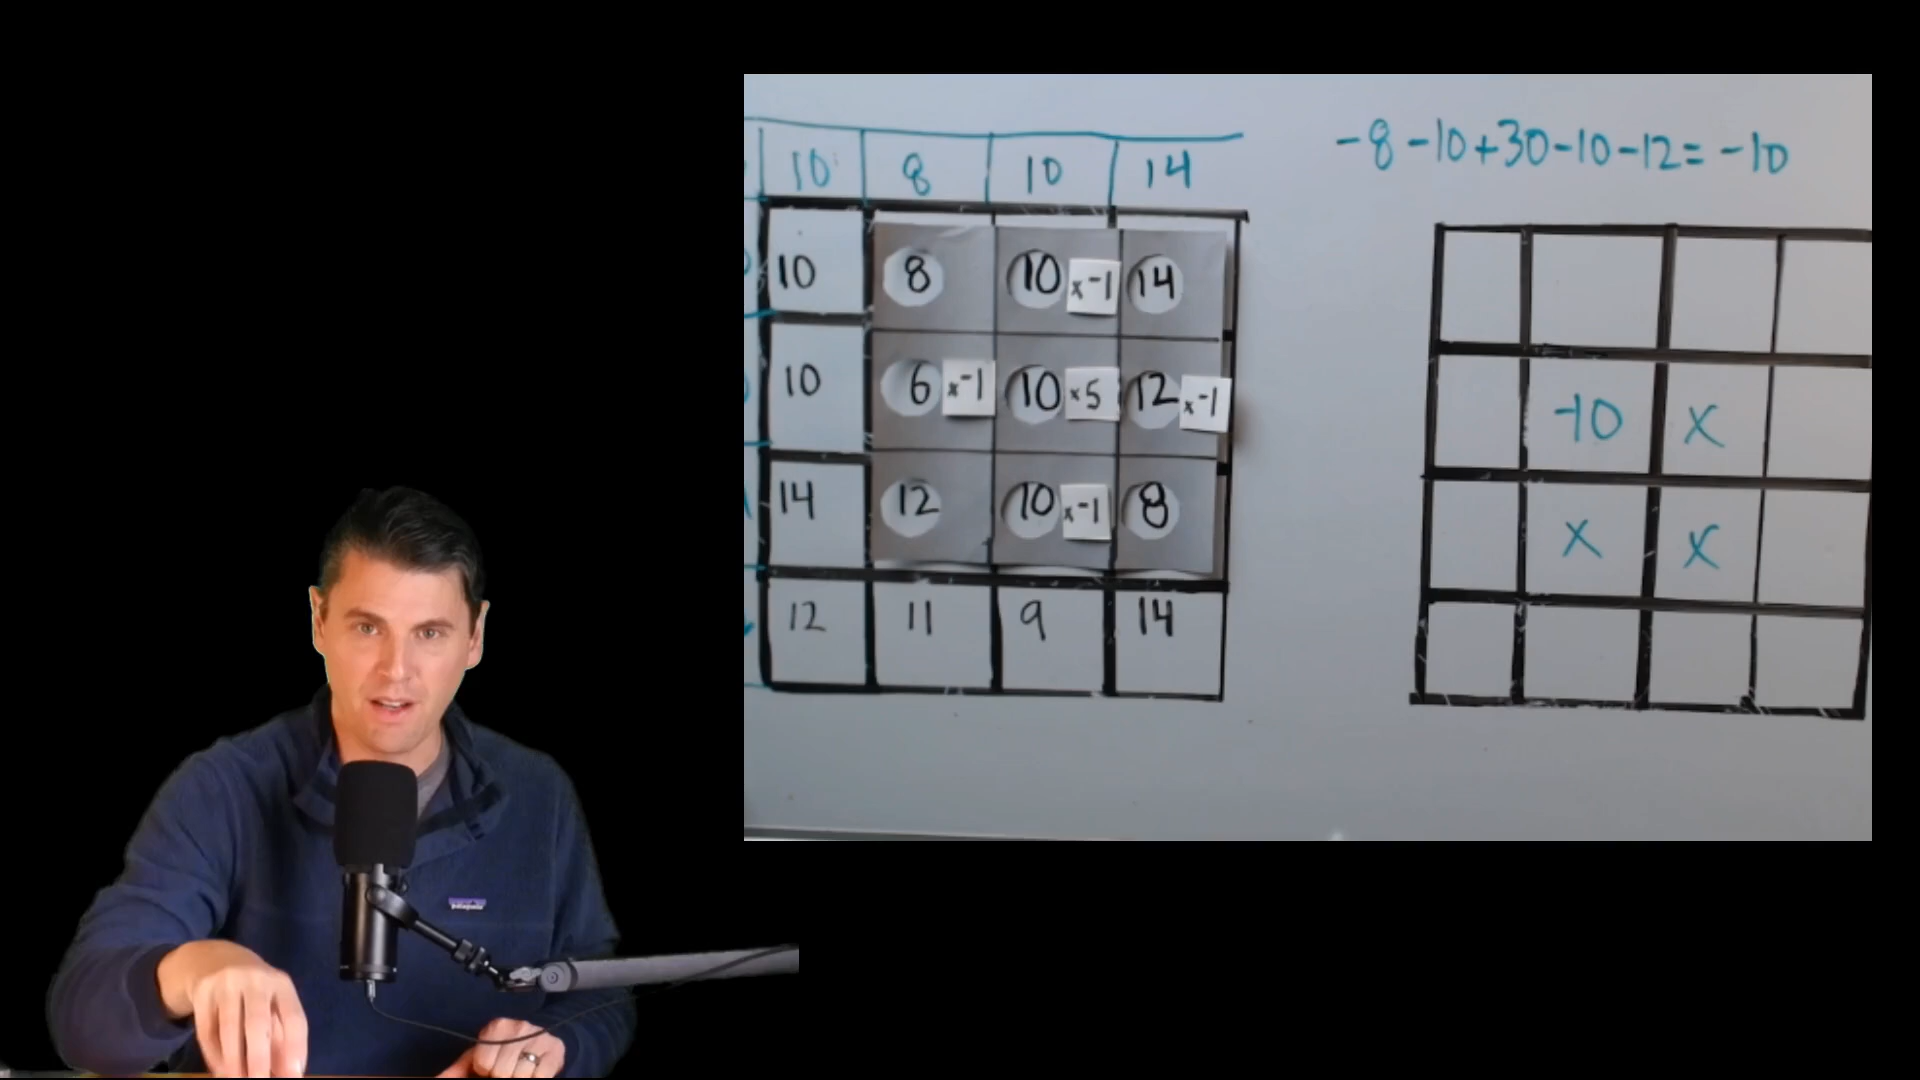 -8-10+30-10-12=-10
10 8 10 14
10 8 10 x-1 14
10 6 x-1 10 x5 12 x-1
14 12 10 x-1 8
12 11 9 14
-10 x
x x
patagonia